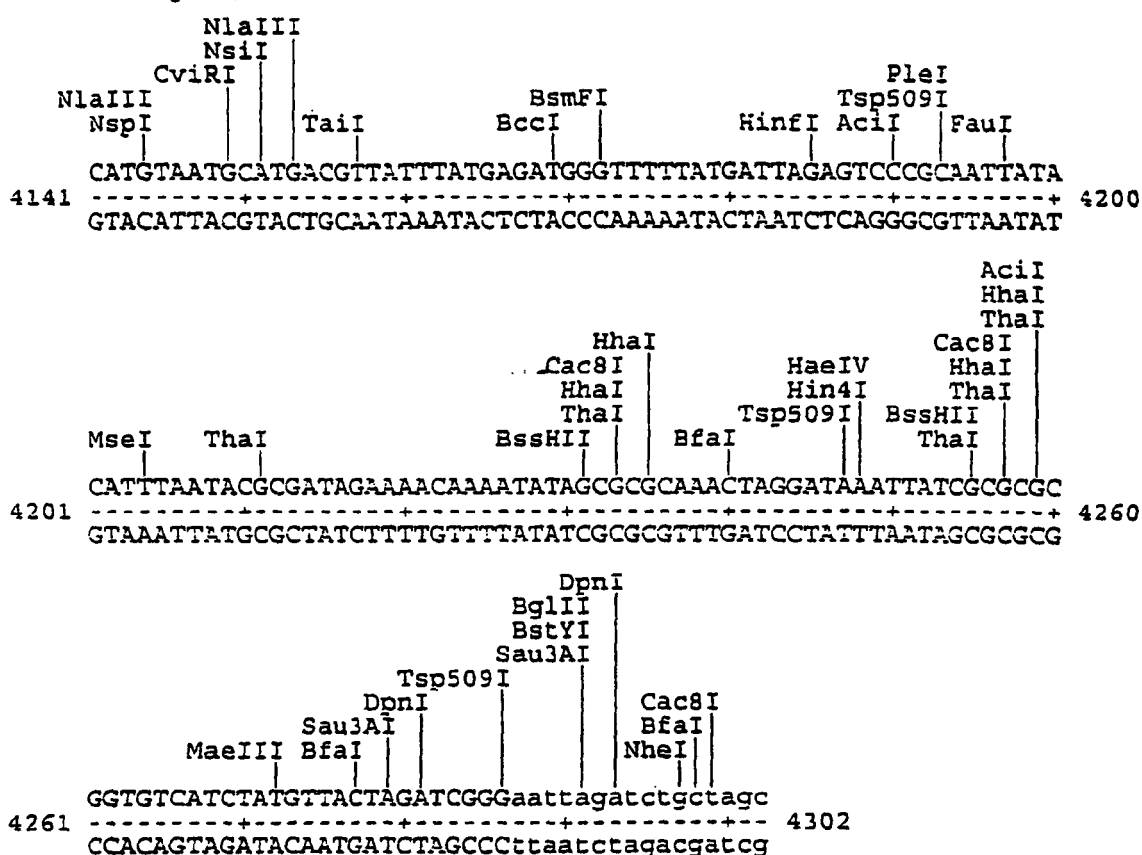 NlaIII
NsiI
CviRI PleI
NlaIII BsmFI Tsp509I
NspI TaiI BccI HinfI AciI FauI
CATGTAATGCATGACGTTATTTATGAGATGGGTTTTTATGATTAGAGTCCCGCAATTATA
4141 ---------+---------+---------+---------+---------+---------+ 4200
GTACATTACGTACTGCAATAAATACTCTACCCAAAAATACTAATCTCAGGGCGTTAATAT
AciI
HhaI
ThaI
HhaI Cac8I
Cac8I HaeIV HhaI
HhaI Hin4I ThaI
ThaI Tsp509I BssHII
MseI ThaI BssHII BfaI ThaI
CATTTAATACGCGATAGAAAACAAAATATAGCGCGCAAACTAGGATAAATTATCGCGCGC
4201 ---------+---------+---------+---------+---------+---------+ 4260
GTAAATTATGCGCTATCTTTTGTTTTATATCGCGCGTTTGATCCTATTTAATAGCGCGCG
DpnI
BglII
BstYI
Sau3AI
Tsp509I
DpnI Cac8I
Sau3AI BfaI
MaeIII BfaI NheI
GGTGTCATCTATGTTACTAGATCGGGaattagatctgctagc
4261 ---------+---------+---------+---------+-- 4302
CCACAGTAGATACAATGATCTAGCCCttaatctagacgatcg